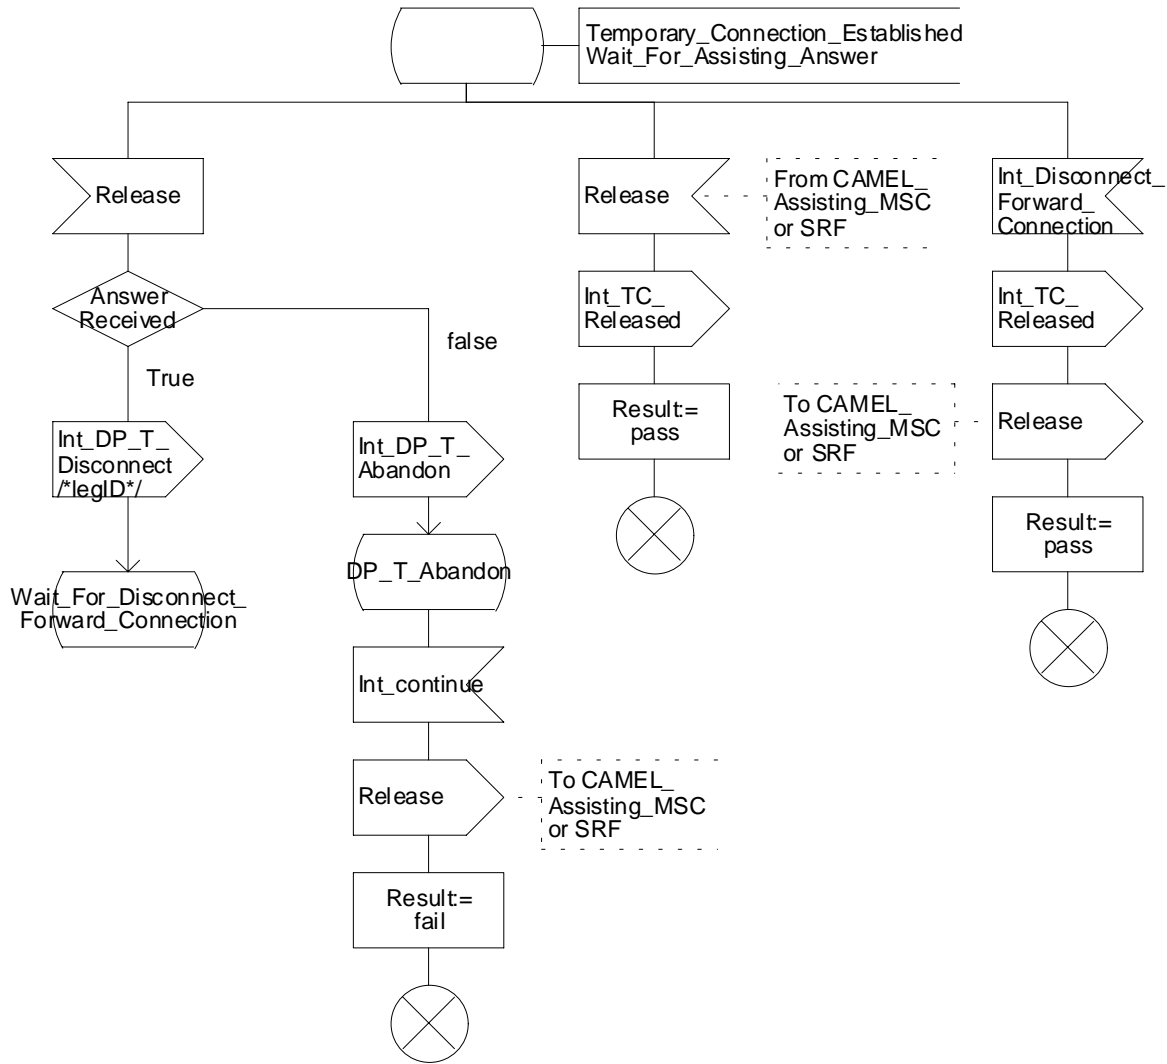 Temporary_Connection_Established
Wait_For_Assisting_Answer
Release
Release
From CAMEL_
Assisting_MSC
or SRF
Int_Disconnect_
Forward_
Connection
Answer
Received
false
True
Int_TC_
Released
Int_TC_
Released
Int_DP_T_
Disconnect
/*legID*/
Int_DP_T_
Abandon
Result:=
pass
To CAMEL_
Assisting_MSC
or SRF
Release
Wait_For_Disconnect_
Forward_Connection
DP_T_Abandon
Result:=
pass
Int_continue
Release
To CAMEL_
Assisting_MSC
or SRF
Result:=
fail